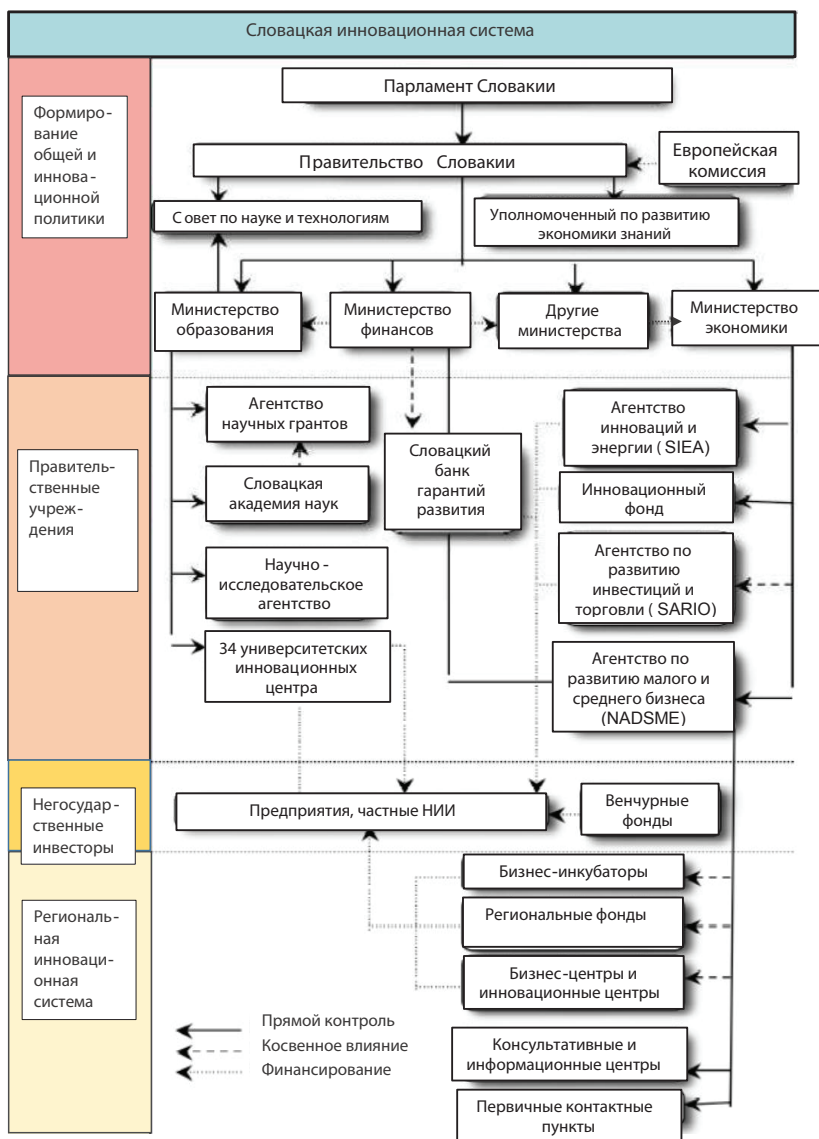 Словацкая инновационная система
Формиро-
вание
общей и
иннова-
ционной
политики
Парламент Словакии
Правительство Словакии
Европейская
комиссия
Совет по науке и технологиям
Уполномоченный по развитию
экономики знаний
Министерство
образования
Министерство
финансов
Другие
министерства
Министерство
экономики
Правитель-
ственные
учреж-
дения
Агентство
научных грантов
Словацкая
академия наук
Научно -
исследовательское
агентство
34 университетских
инновационных
центра
Словацкий
банк
гарантий
развития
Агентство
инноваций и
энергии ( SIEA)
Инновационный
фонд
Агентство по
развитию
инвестиций и
торговли ( SARIO)
Агентство по
развитию малого и
среднего бизнеса
(NADSME)
Негосудар-
ственные
инвесторы
Предприятия, частные НИИ
Венчурные
фонды
Региональ-
ная
инноваци-
онная
система
Бизнес-инкубаторы
Региональные фонды
Бизнес-центры и
инновационные центры
Консультативные и
информационные центры
Первичные контактные
пункты
Прямой контроль
Косвенное влияние
Финансирование